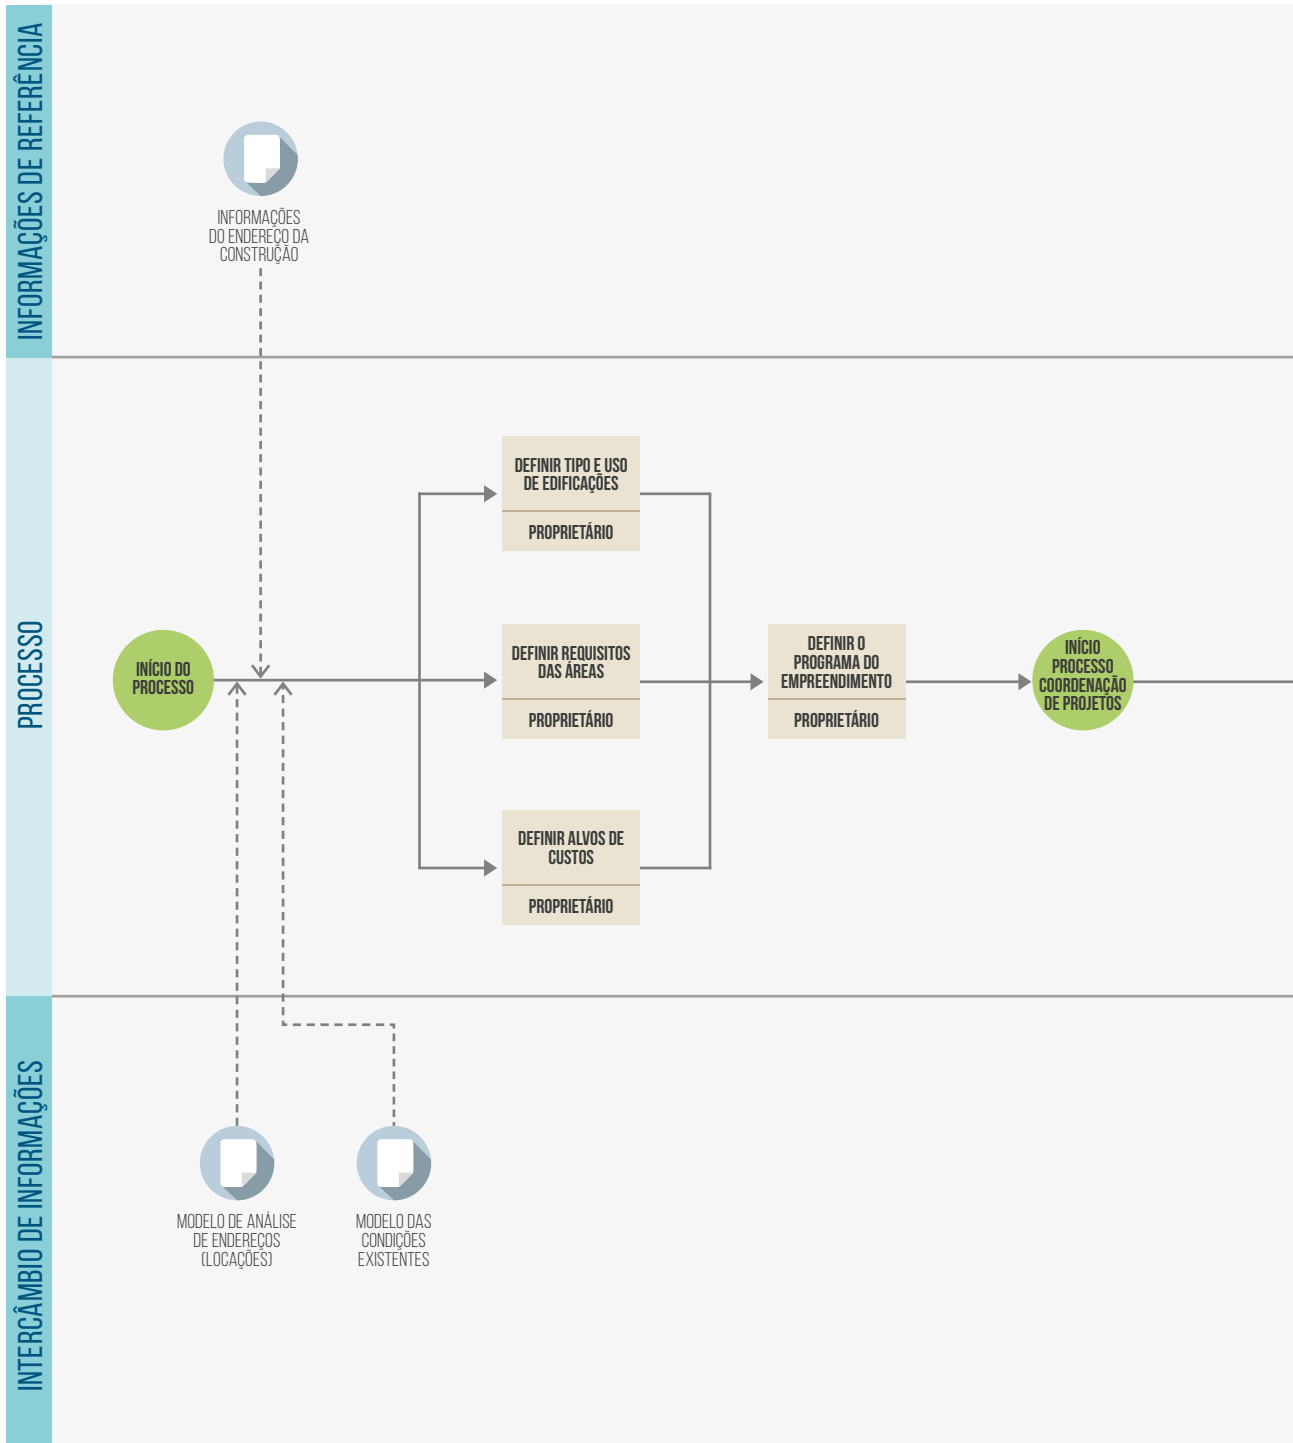 INFORMAÇÕES DE REFERÊNCIA
INFORMAÇÕES
DO ENDEREÇO DA
CONSTRUÇÃO
PROCESSO
INÍCIO DO
PROCESSO
DEFINIR TIPO E USO
DE EDIFICAÇÕES
PROPRIETÁRIO
DEFINIR REQUISITOS
DAS ÁREAS
PROPRIETÁRIO
DEFINIR ALVOS DE
CUSTOS
PROPRIETÁRIO
DEFINIR O
PROGRAMA DO
EMPREENDIMENTO
PROPRIETÁRIO
INÍCIO
PROCESSO
COORDENAÇÃO
DE PROJETOS
INTERCÂMBIO DE INFORMAÇÕES
MODELO DE ANÁLISE
DE ENDEREÇOS
(LOCAÇÕES)
MODELO DAS
CONDIÇÕES
EXISTENTES